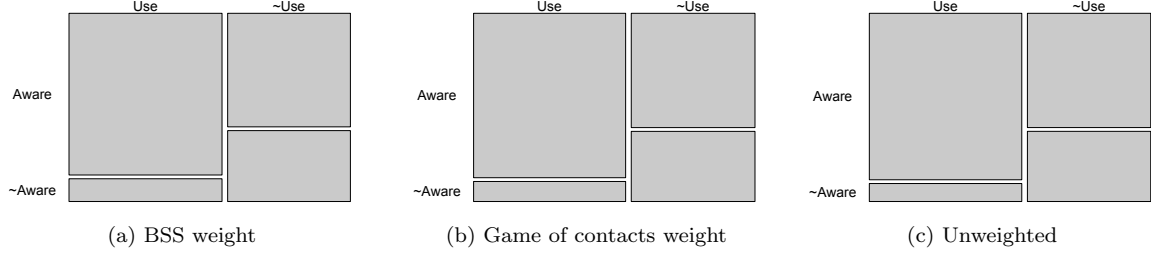 Use ~Use Use ~Use Use ~Use
Aware Aware Aware
~Aware ~Aware ~Aware
(a) BSS weight (b) Game of contacts weight (c) Unweighted